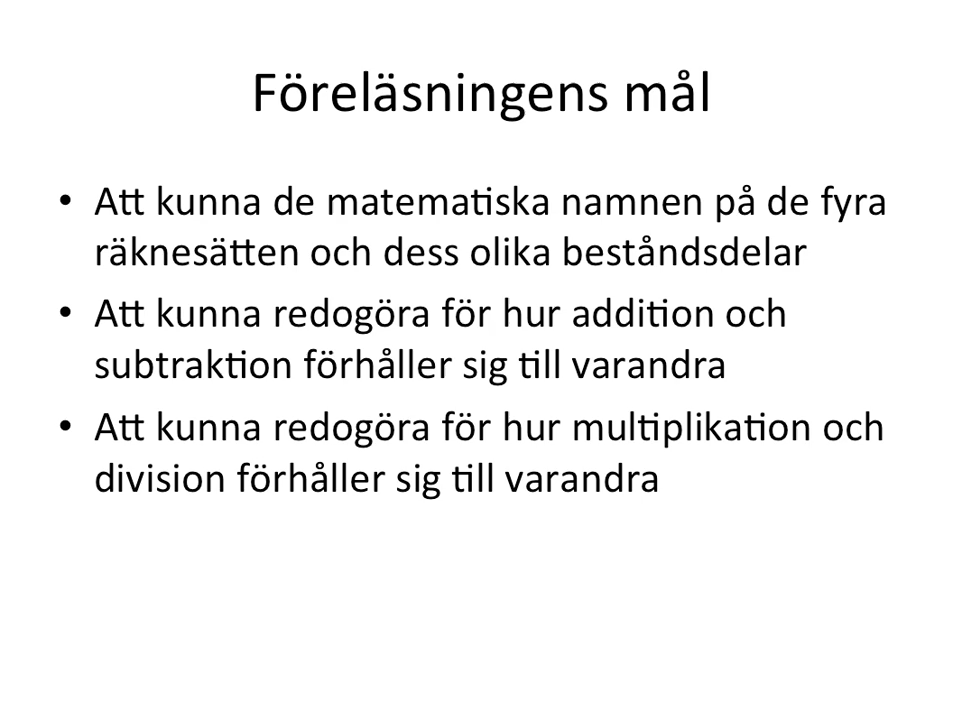 Föreläsningens mål
• Att kunna de matematiska namnen på de fyra
räknesätten och dess olika beståndsdelar
• Att kunna redogöra för hur addition och
subtraktion förhåller sig till varandra
• Att kunna redogöra för hur multiplikation och
division förhåller sig till varandra